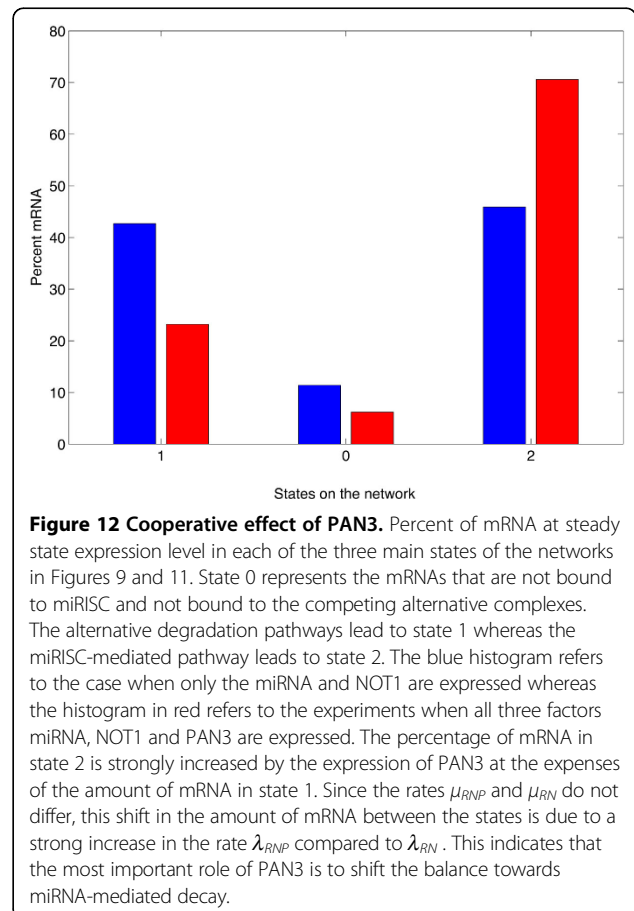 80
70
60
50
40
30
20
10
0
Percent mRNA
1
0
2
States on the network
Figure 12 Cooperative effect of PAN3. Percent of mRNA at steady
state expression level in each of the three main states of the networks
in Figures 9 and 11. State 0 represents the mRNAs that are not bound
to miRISC and not bound to the competing alternative complexes.
The alternative degradation pathways lead to state 1 whereas the
miRISC-mediated pathway leads to state 2. The blue histogram refers
to the case when only the miRNA and NOT1 are expressed whereas
the histogram in red refers to the experiments when all three factors
miRNA, NOT1 and PAN3 are expressed. The percentage of mRNA in
state 2 is strongly increased by the expression of PAN3 at the expenses
of the amount of mRNA in state 1. Since the rates μRNP and μRN do not
differ, this shift in the amount of mRNA between the states is due to a
strong increase in the rate λRNP compared to λRN . This indicates that
the most important role of PAN3 is to shift the balance towards
miRNA-mediated decay.